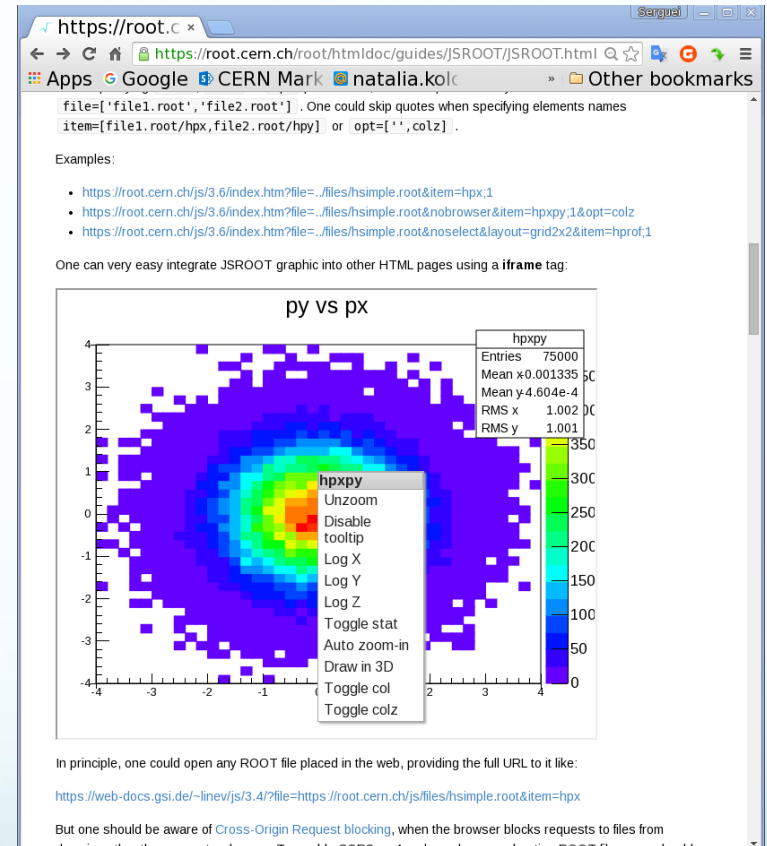 Serguei
https://root.c
https://root.cern.ch/root/htmldoc/guides/JSROOT/JSROOT.html
Apps Google CERN Mark natalia.kolo » Other bookmarks
file=['file1.root','file2.root'] . One could skip quotes when specifying elements names
item=[file1.root/hpx,file2.root/hpy] or opt=['',colz] .
Examples:
https://root.cern.ch/js/3.6/index.htm?file=../files/hsimple.root&item=hpx;1
https://root.cern.ch/js/3.6/index.htm?file=../files/hsimple.root&nobrowser&item=hpxpy;1&opt=colz
https://root.cern.ch/js/3.6/index.htm?file=../files/hsimple.root&noselect&layout=grid2x2&item=hprof;1
One can very easy integrate JSROOT graphic into other HTML pages using a iframe tag:
py vs px
hpxpy
Entries 75000
Mean x-0.001335
Mean y-4.604e-4
RMS x 1.002
RMS y 1.001
4
3
2
1
0
-1
-2
-3
-4
-4 -3 -2 -1 2 3 4
350
300
250
200
150
100
50
0
hpxpy
Unzoom
Disable
tooltip
Log X
Log Y
Log Z
Toggle stat
Auto zoom-in
Draw in 3D
Toggle col
Toggle colz
In principle, one could open any ROOT file placed in the web, providing the full URL to it like:
https://web-docs.gsi.de/~linev/js/3.4/?file=https://root.cern.ch/js/files/hsimple.root&item=hpx
But one should be aware of Cross-Origin Request blocking, when the browser blocks requests to files from